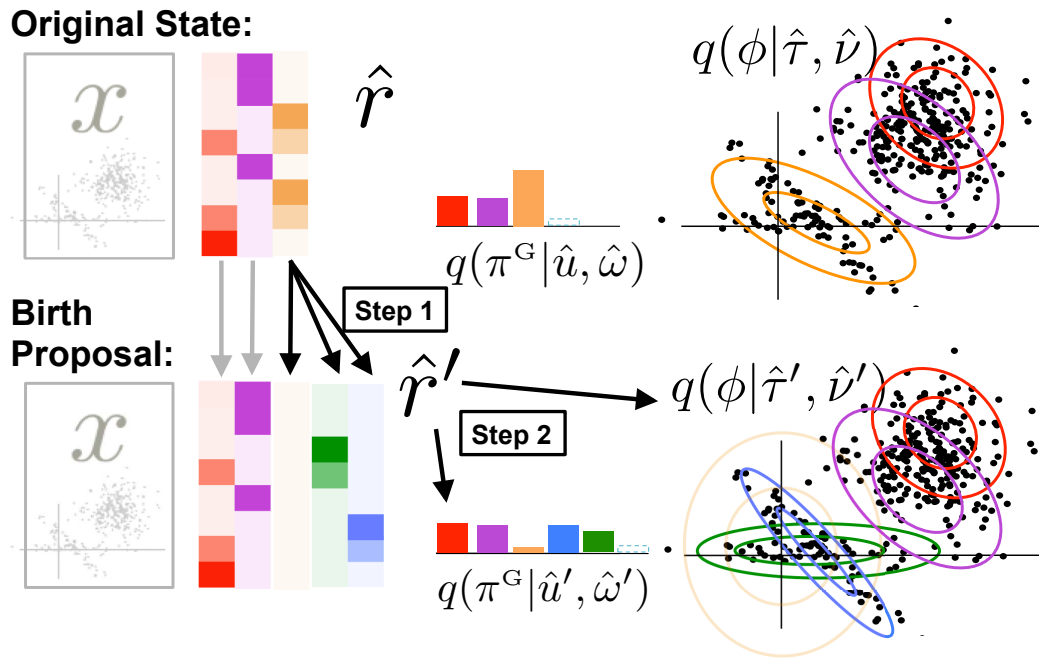 Original State:
x
r̂
q(ϕ|τ̂, ν̂)
q(π^G|û, ω̂)
Step 1
Birth
Proposal:
x
r̂′
q(ϕ|τ̂′, ν̂′)
Step 2
q(π^G|û′, ω̂′)